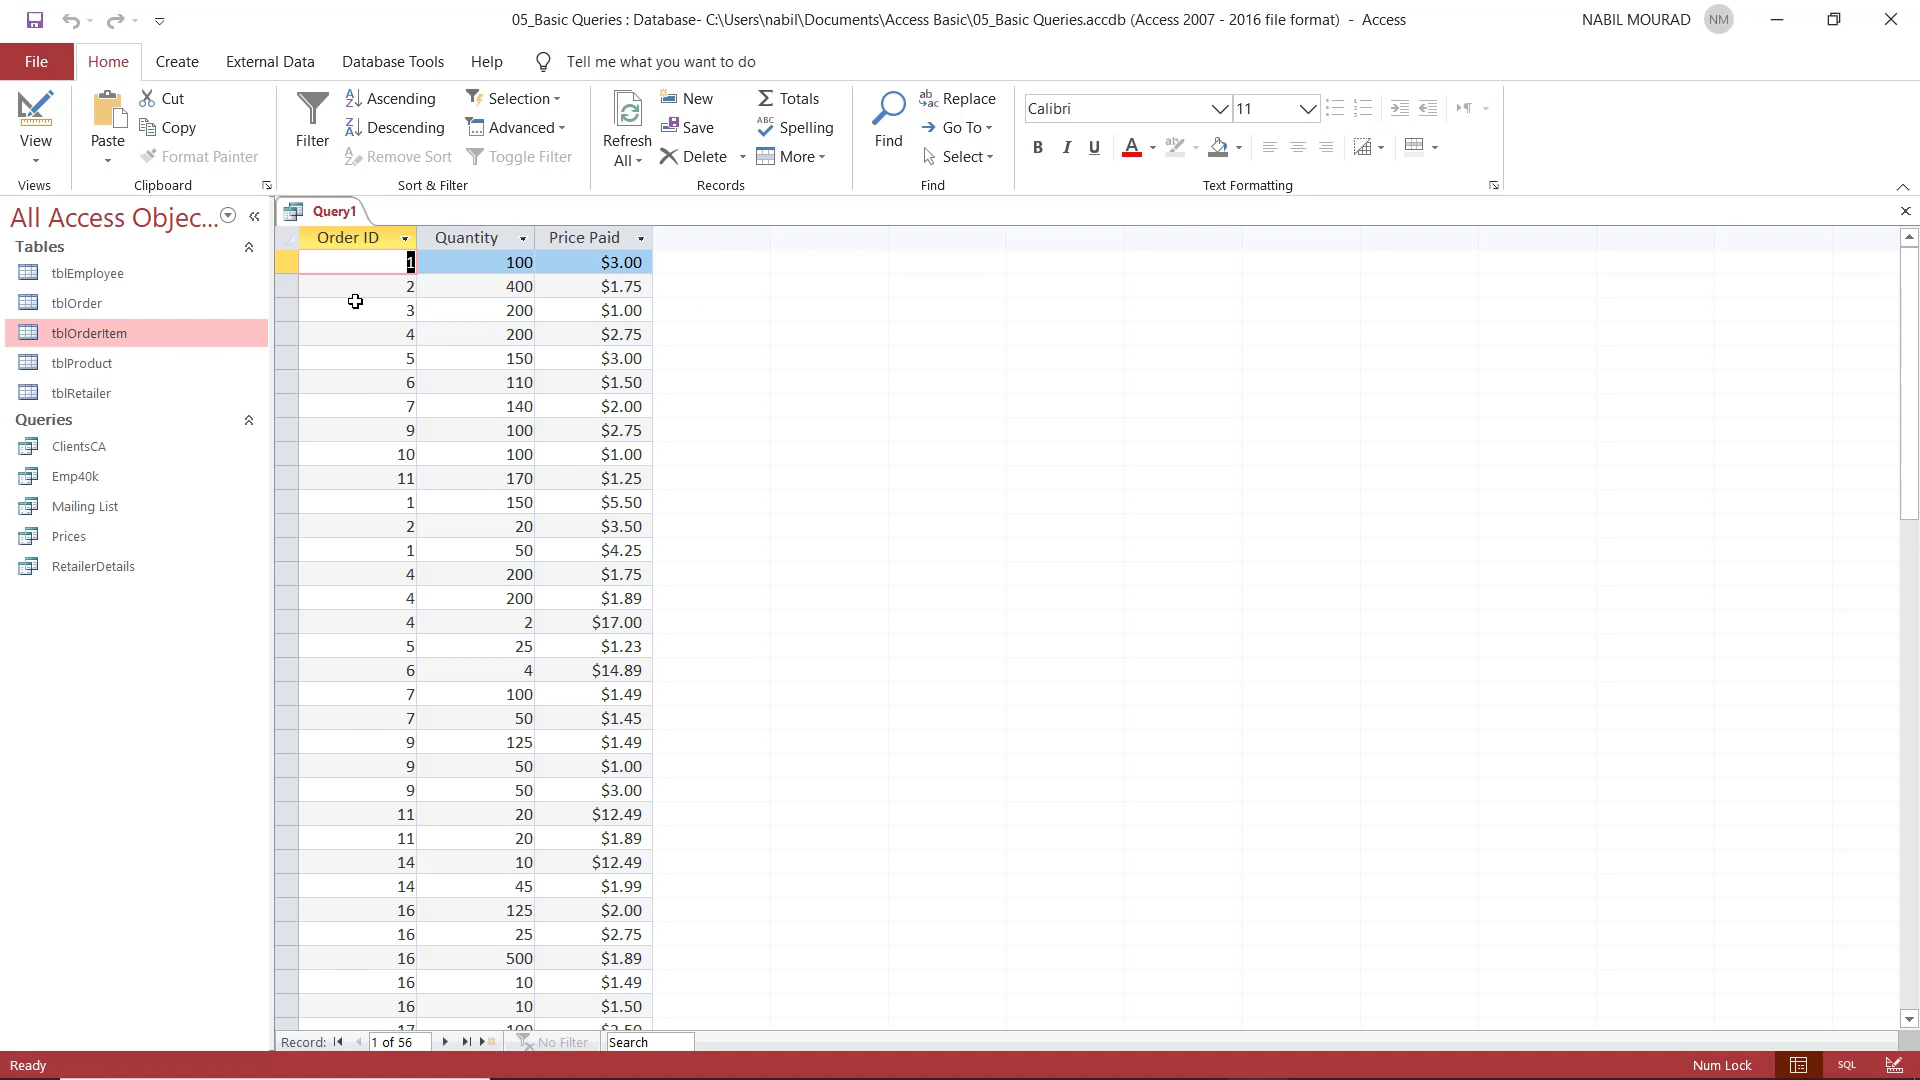 05_Basic Queries : Database- C:\Users\nabil\Documents\Access Basic\05_Basic Queries.accdb (Access 2007 - 2016 file format) - Access
NABIL MOURAD
NM
File
Home
Create
External Data
Database Tools
Help
Tell me what you want to do
View
Views
Paste
Cut
Copy
Format Painter
Clipboard
Filter
Ascending
Descending
Remove Sort
Selection
Advanced
Toggle Filter
Sort & Filter
Refresh
All
New
Save
Delete
Totals
Spelling
More
Records
Find
Replace
Go To
Select
Find
Calibri
11
B I U A
Text Formatting
All Access Objec...
Tables
tblEmployee
tblOrder
tblOrderItem
tblProduct
tblRetailer
Queries
ClientsCA
Emp40k
Mailing List
Prices
RetailerDetails
Query1
Order ID Quantity Price Paid
1 100 $3.00
2 400 $1.75
3 200 $1.00
4 200 $2.75
5 150 $3.00
6 110 $1.50
7 140 $2.00
9 100 $2.75
10 100 $1.00
11 170 $1.25
1 150 $5.50
2 20 $3.50
1 50 $4.25
4 200 $1.75
4 200 $1.89
4 2 $17.00
5 25 $1.23
6 4 $14.89
7 100 $1.49
7 50 $1.45
9 125 $1.49
9 50 $1.00
9 50 $3.00
11 20 $12.49
11 20 $1.89
14 10 $12.49
14 45 $1.99
16 125 $2.00
16 25 $2.75
16 500 $1.89
16 10 $1.49
16 10 $1.50
17 100 $2.50
Record: 1 of 56 No Filter Search
Ready
Num Lock
SQL